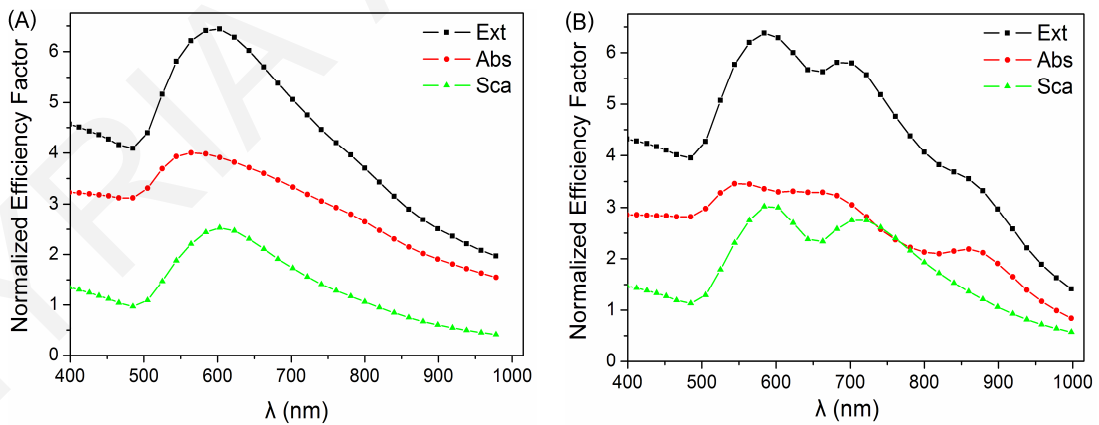 (A)
Normalized Efficiency Factor
6
5
4
3
2
1
0
Ext
Abs
Sca
400 500 600 700 800 900 1000
λ (nm)
(B)
Normalized Efficiency Factor
6
5
4
3
2
1
0
Ext
Abs
Sca
400 500 600 700 800 900 1000
λ (nm)